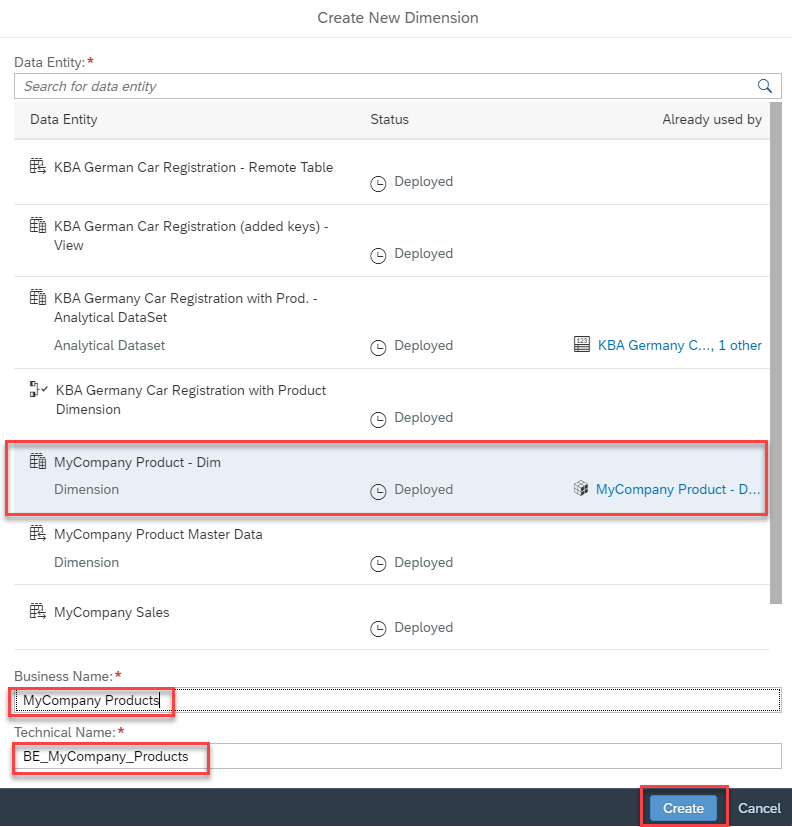 Create New Dimension
Data Entity:*
Search for data entity
Data Entity Status Already used by
KBA German Car Registration - Remote Table
Deployed
KBA German Car Registration (added keys) -
View
Deployed
KBA Germany Car Registration with Prod. -
Analytical DataSet
Analytical Dataset Deployed 123 KBA Germany C..., 1 other
KBA Germany Car Registration with Product
Dimension
Deployed
MyCompany Product - Dim
Dimension Deployed MyCompany Product - D...
MyCompany Product Master Data
Dimension Deployed
MyCompany Sales
Deployed
Business Name:*
MyCompany Products
Technical Name:*
BE_MyCompany_Products
Create Cancel